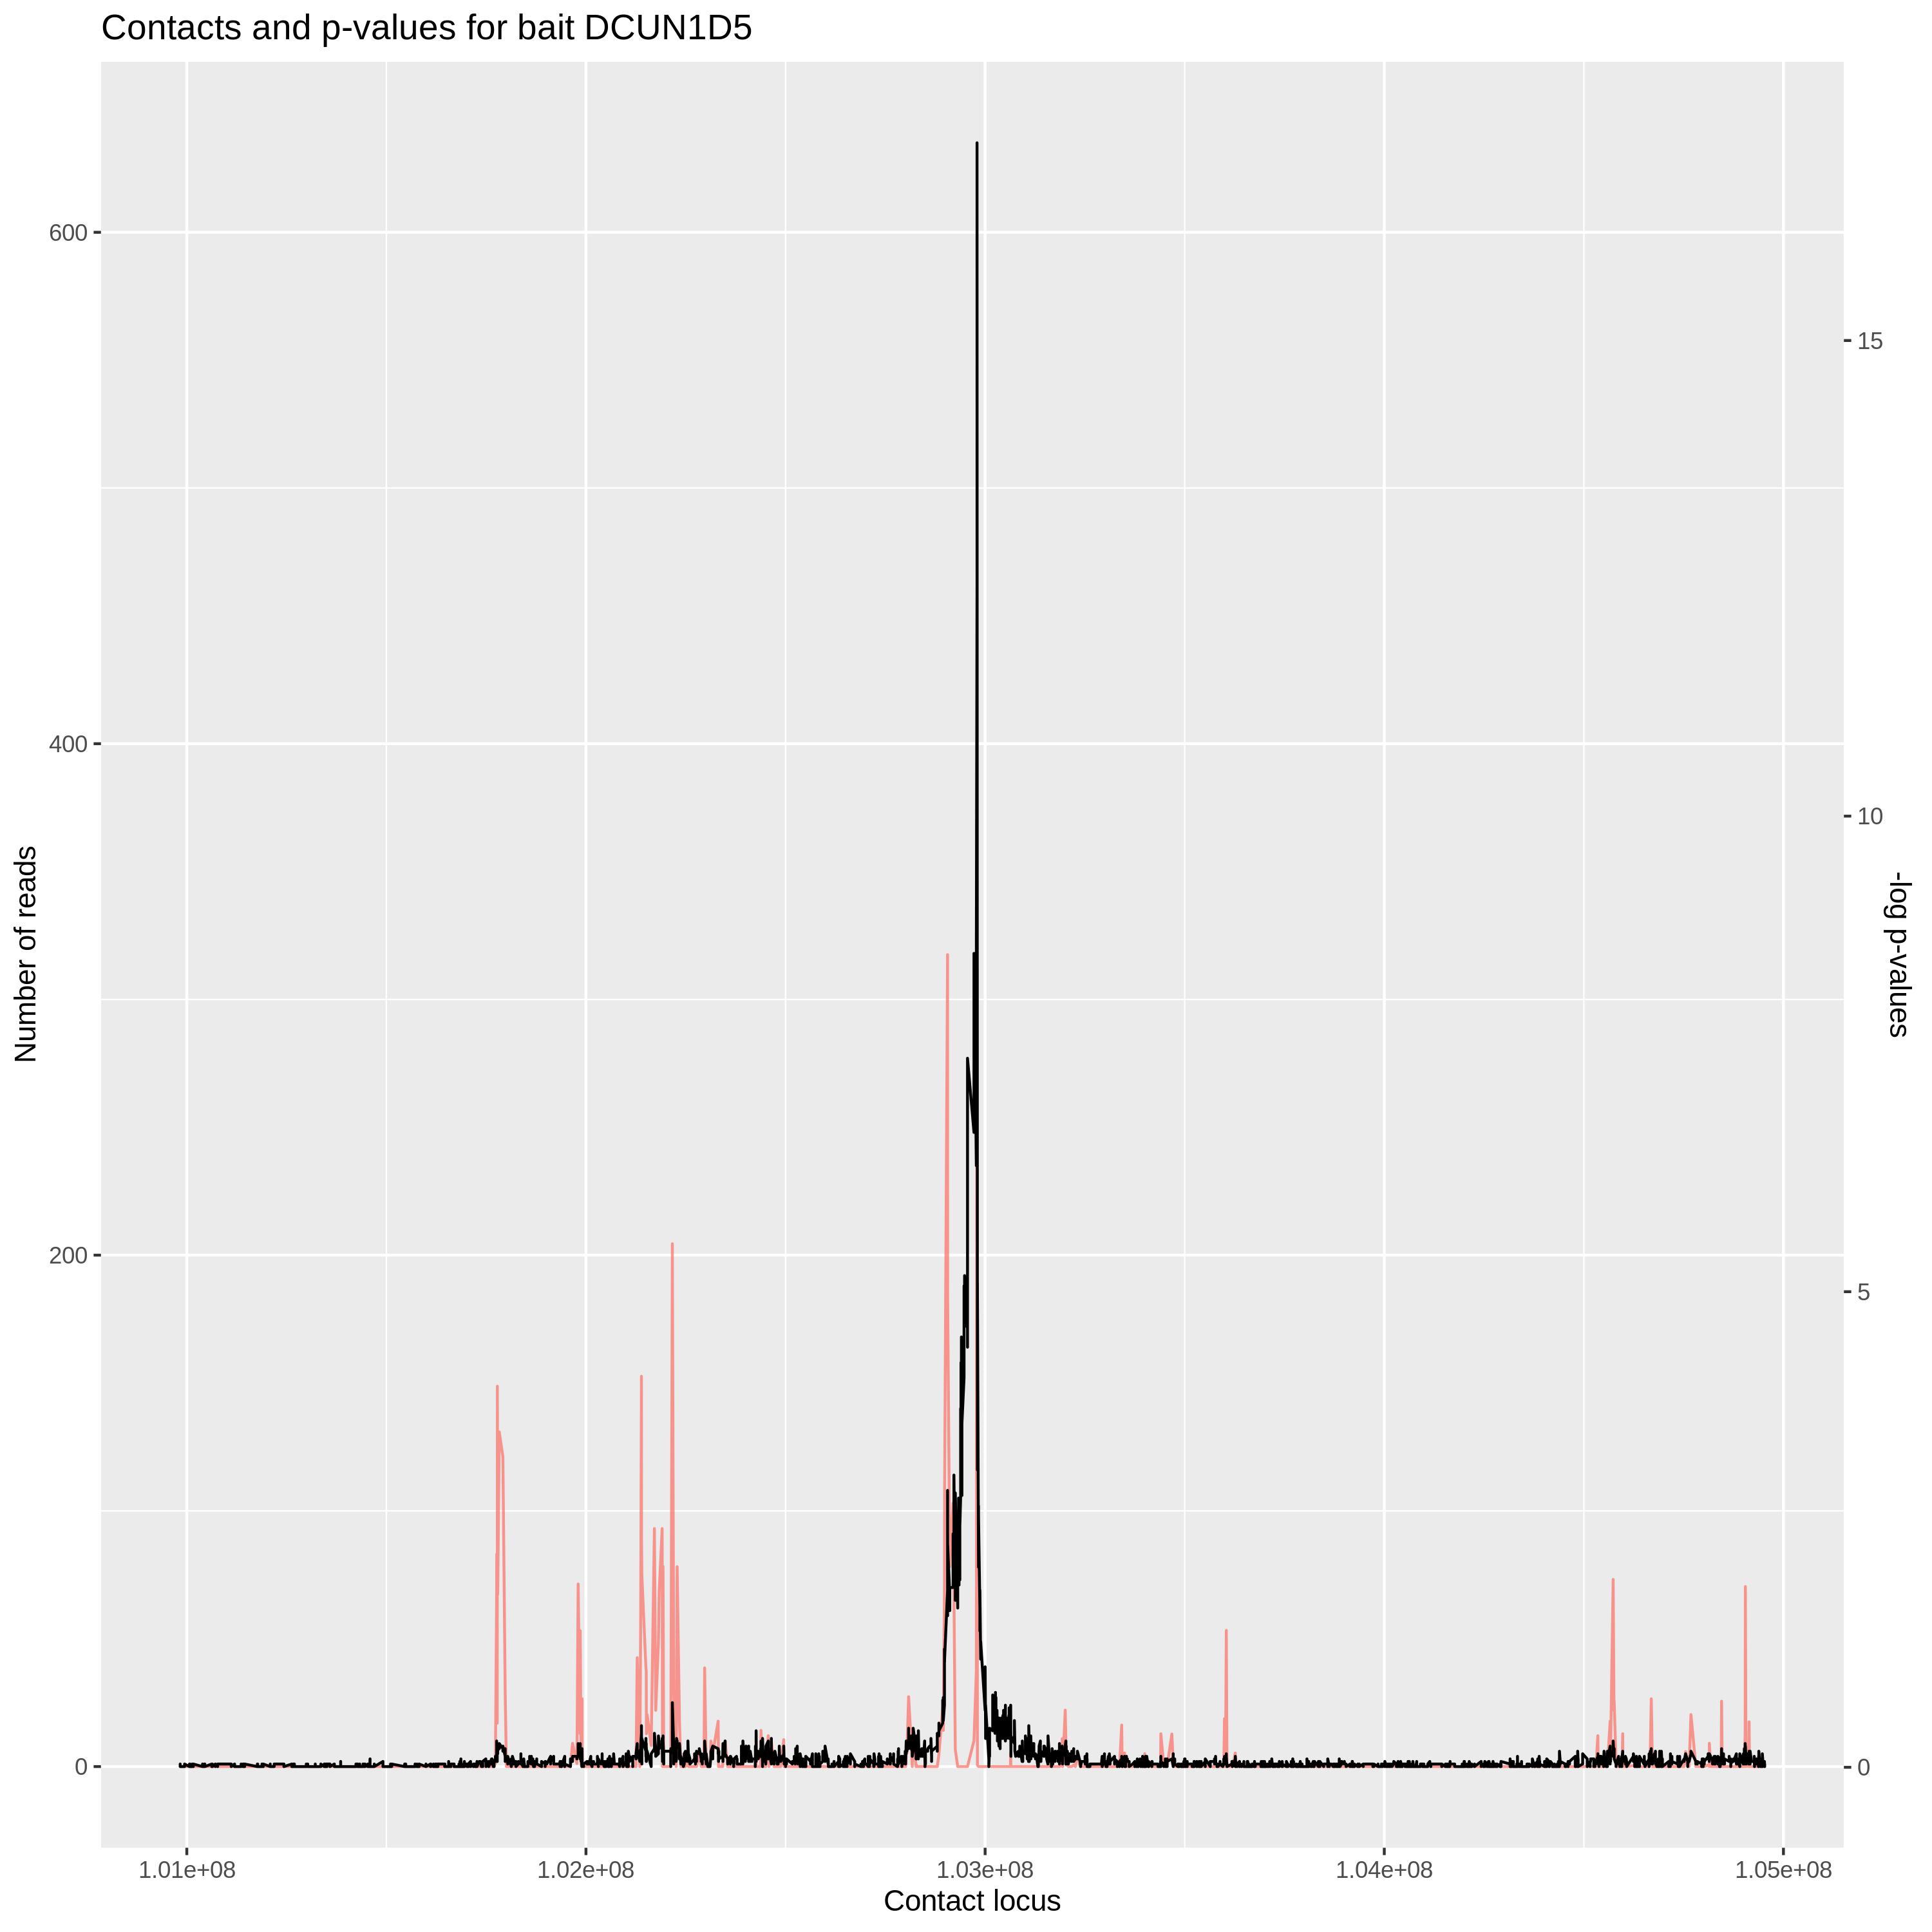 Contacts and p-values for bait DCUN1D5
600
400
200
0
Number of reads
15
10
5
0
-log p-values
1.01e+08
1.02e+08
1.03e+08
1.04e+08
1.05e+08
Contact locus